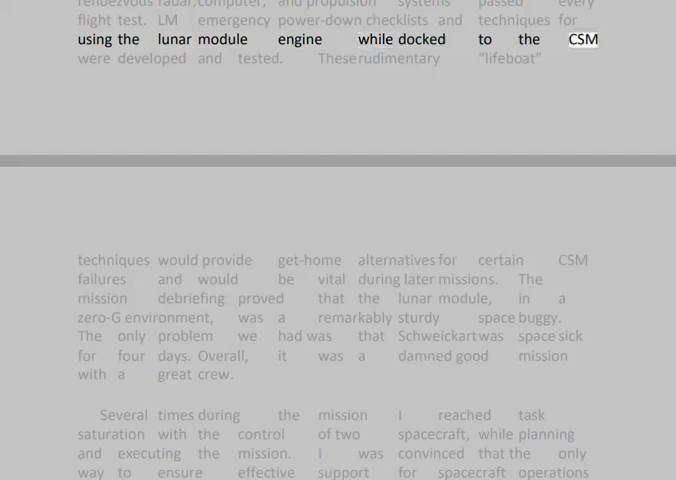 rendezvous radar, computer, and propulsion systems passed every
flight test. LM emergency power-down checklists and techniques for
using the lunar module engine while docked to the CSM
were developed and tested. These rudimentary “lifeboat”
techniques would provide get-home alternatives for certain CSM
failures and would be vital during later missions. The
mission debriefing proved that the lunar module, in a
zero-G environment, was a remarkably sturdy space buggy.
The only problem we had was that Schweickart was space sick
for four days. Overall, it was a damned good mission
with a great crew.
Several times during the mission I reached task
saturation with the control of two spacecraft, while planning
and executing the mission. I was convinced that the only
way to ensure effective support for spacecraft operations